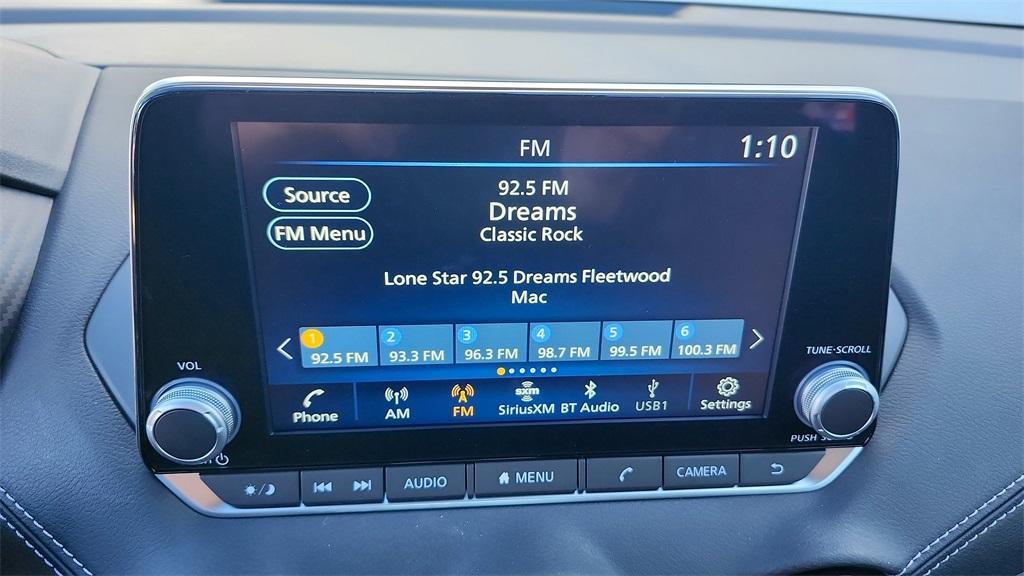 FM
1:10
Source
92.5 FM
Dreams
FM Menu
Classic Rock
Lone Star 92.5 Dreams Fleetwood
Mac
1 2 3 4 5 6
92.5 FM 93.3 FM 96.3 FM 98.7 FM 99.5 FM 100.3 FM
sxm
Phone AM FM SiriusXM BT Audio USB1 Settings
VOL
TUNE-SCROLL
PUSH
AUDIO MENU CAMERA